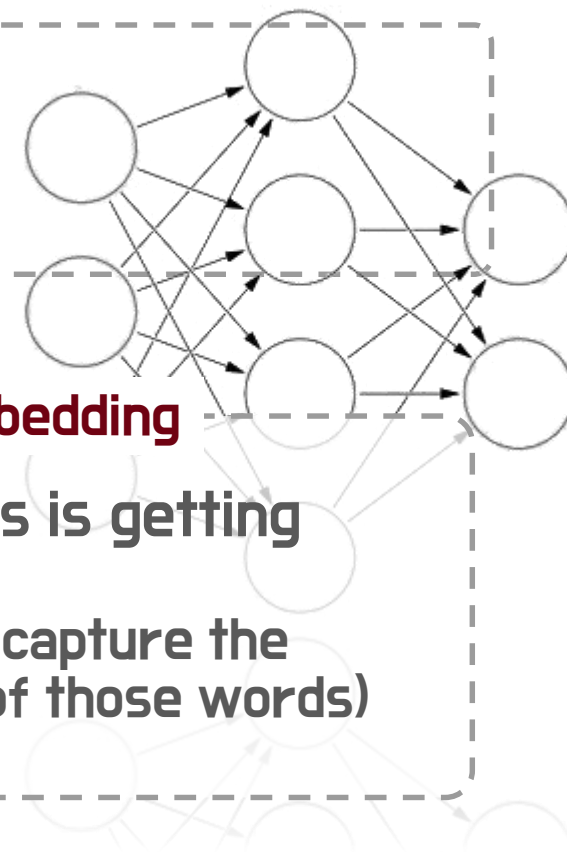 bedding
s is getting
capture the
of those words)